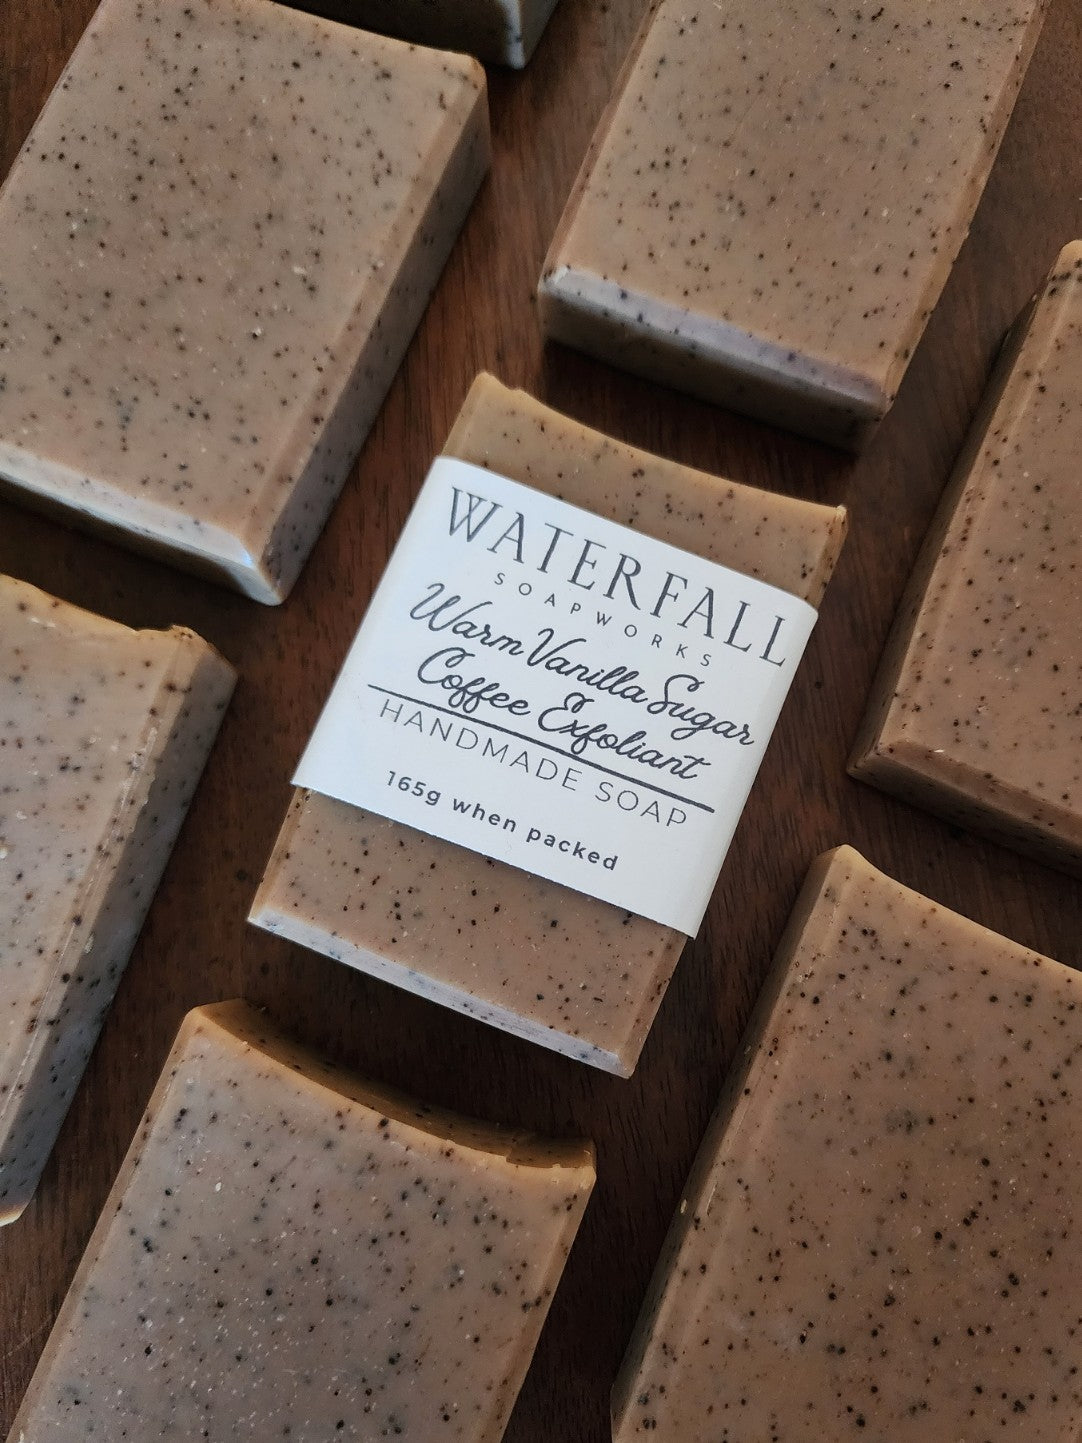 WATERFALL
SOAPWORKS
Warm Vanilla Sugar
Coffee Exfoliant
HANDMADE SOAP
165g when packed